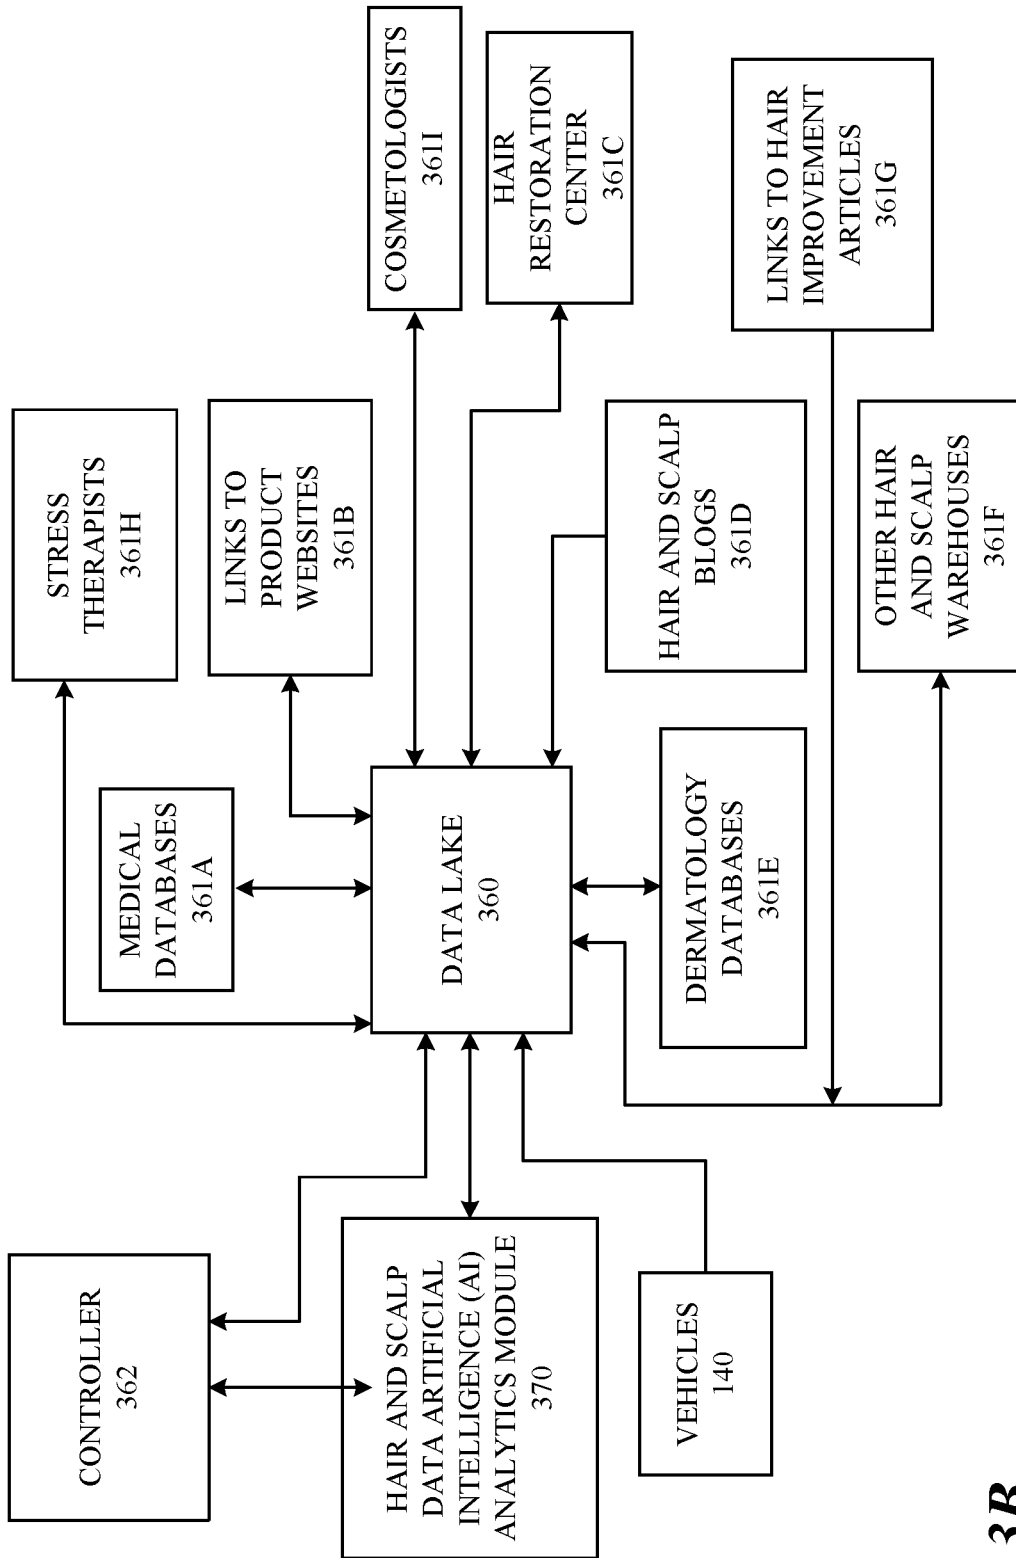 CONTROLLER
362
STRESS
THERAPISTS
361H
MEDICAL
DATABASES
361A
LINKS TO
PRODUCT
WEBSITES
361B
COSMETOLOGISTS
361I
HAIR AND SCALP
DATA ARTIFICIAL
INTELLIGENCE (AI)
ANALYTICS MODULE
370
DATA LAKE
360
HAIR
RESTORATION
CENTER
361C
VEHICLES
140
DERMATOLOGY
DATABASES
361E
HAIR AND SCALP
BLOGS
361D
LINKS TO HAIR
IMPROVEMENT
ARTICLES
361G
OTHER HAIR
AND SCALP
WAREHOUSES
361F
3B